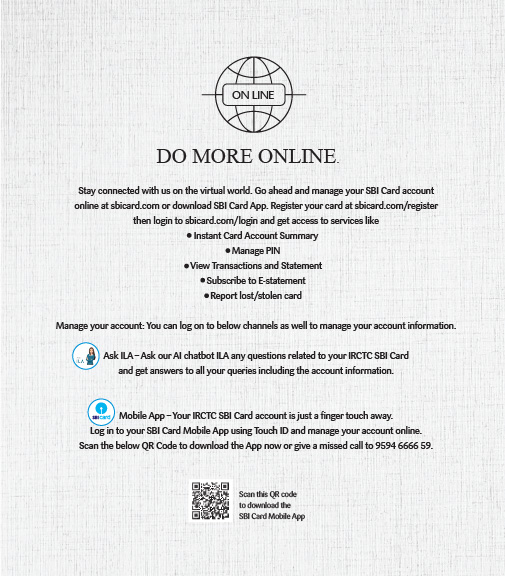 ON LINE
DO MORE ONLINE.
Stay connected with us on the virtual world. Go ahead and manage your SBI Card account
online at sbicard.com or download SBI Card App. Register your card at sbicard.com/register
then login to sbicard.com/login and get access to services like
• Instant Card Account Summary
• Manage PIN
• View Transactions and Statement
• Subscribe to E-statement
• Report lost/stolen card
Manage your account: You can log on to below channels as well to manage your account information.
ILA
Ask ILA – Ask our AI chatbot ILA any questions related to your IRCTC SBI Card
and get answers to all your queries including the account information.
SBI card
Mobile App – Your IRCTC SBI Card account is just a finger touch away.
Log in to your SBI Card Mobile App using Touch ID and manage your account online.
Scan the below QR Code to download the App now or give a missed call to 9594 6666 59.
Scan this QR code
to download the
SBI Card Mobile App